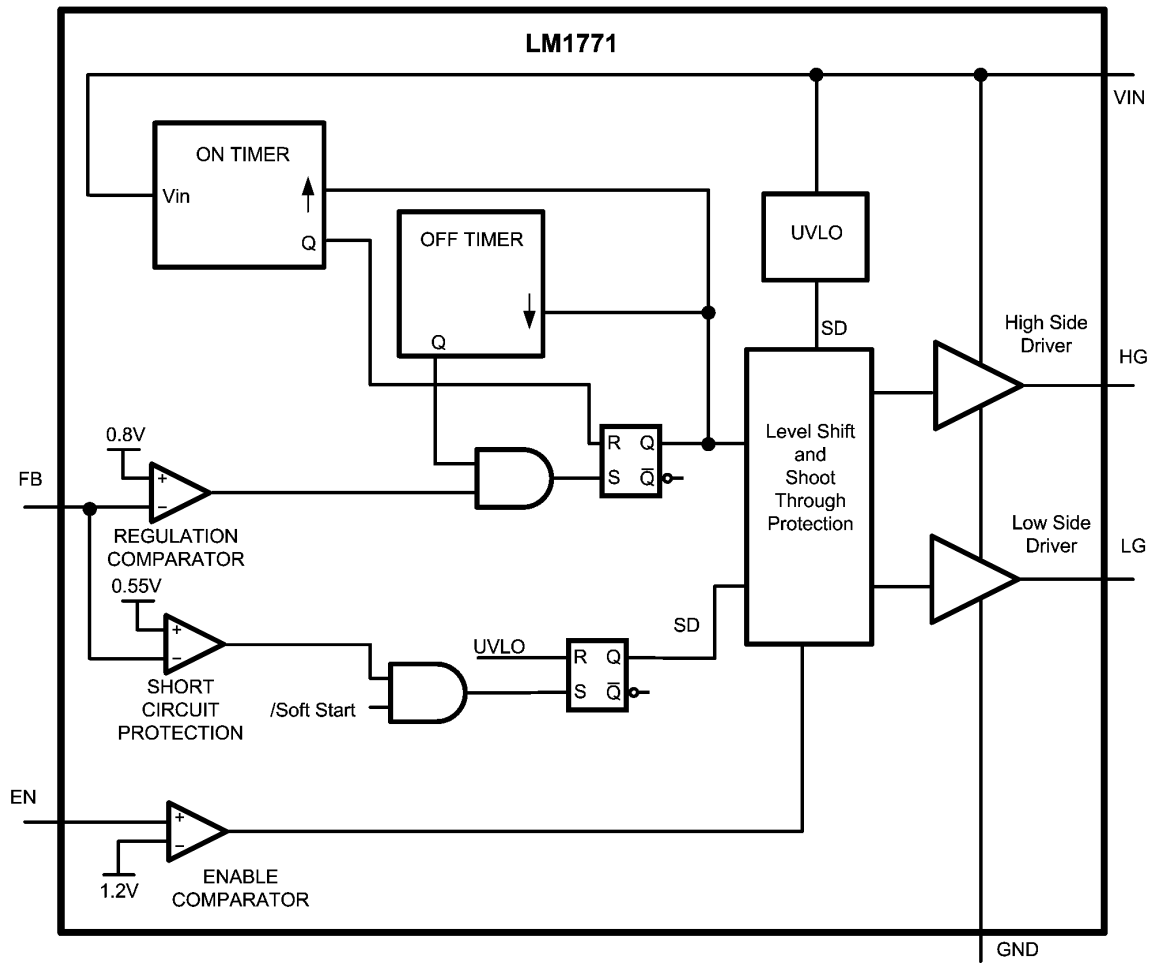 LM1771
VIN
ON TIMER
Vin
Q
OFF TIMER
Q
UVLO
SD
High Side
Driver
HG
Level Shift
and
Shoot
Through
Protection
R Q
S Q̅
0.8V
+
−
FB
REGULATION
COMPARATOR
Low Side
Driver
LG
0.55V
+
−
SHORT
CIRCUIT
PROTECTION
/Soft Start
UVLO
R Q
S Q̅
SD
EN
+
−
1.2V
ENABLE
COMPARATOR
GND